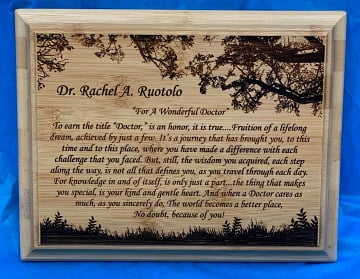 Dr. Rachel A. Ruotolo
"For A Wonderful Doctor"
To earn the title "Doctor," is an honor, it is true....Fruition of a lifelong
dream, achieved by just a few. It's a journey that has brought you, to this
time and to this place, where you have made a difference with each
challenge that you faced. But, still, the wisdom you acquired, each step
along the way, is not all that defines you, as you travel through each day.
For knowledge in and of itself, is only just a part...the thing that makes
you special, is your kind and gentle heart. And when a Doctor cares as
much, as you sincerely do, The world becomes a better place,
No doubt, because of you!